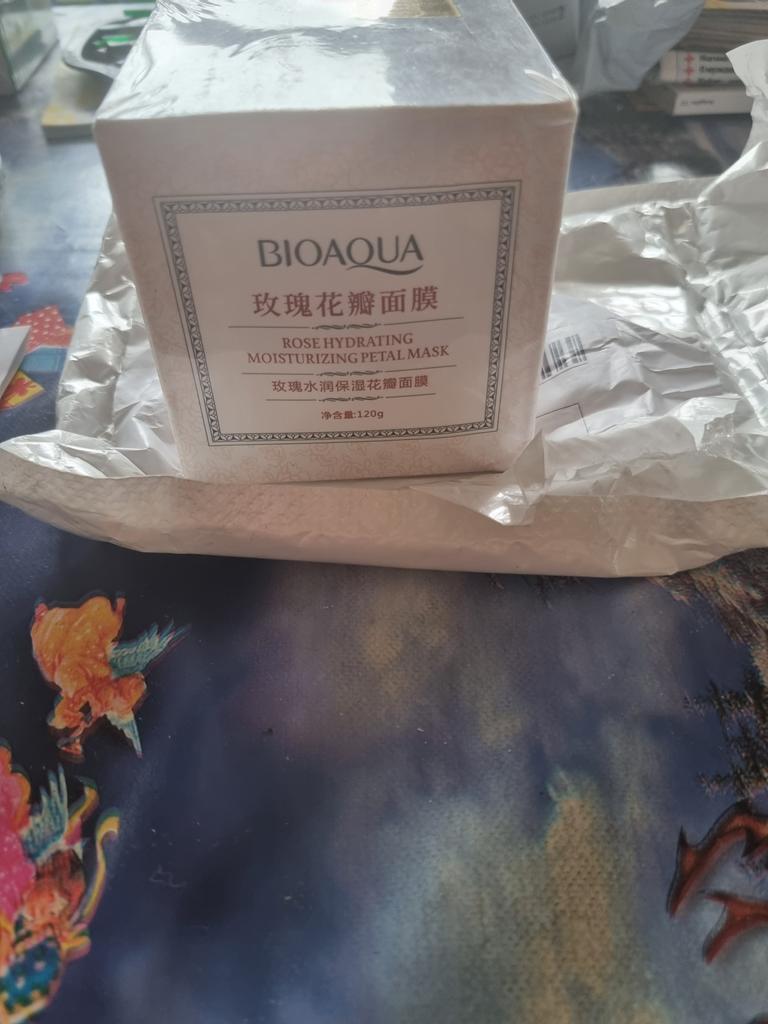 BIOAQUA
玫瑰花瓣面膜
ROSE HYDRATING
MOISTURIZING PETAL MASK
玫瑰水润保湿花瓣面膜
净含量:120g